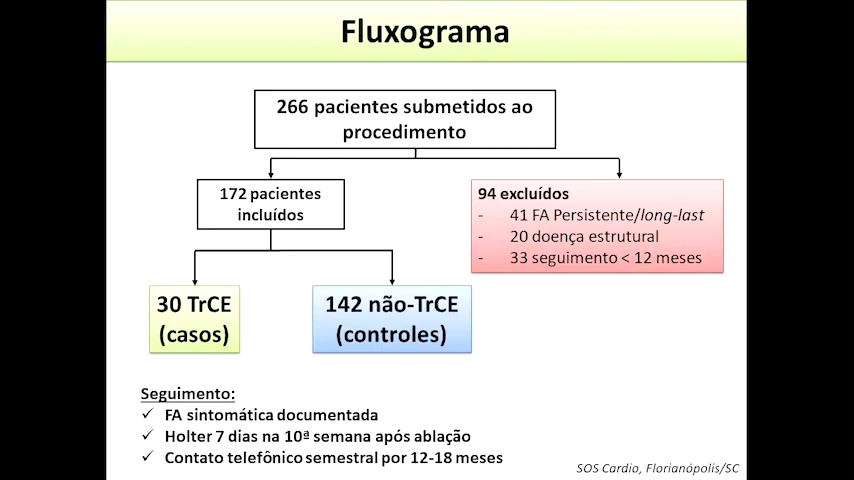 Fluxograma
266 pacientes submetidos ao
procedimento
172 pacientes
incluídos
94 excluídos
- 41 FA Persistente/long-last
- 20 doença estrutural
- 33 seguimento < 12 meses
30 TrCE
(casos)
142 não-TrCE
(controles)
Seguimento:
✓ FA sintomática documentada
✓ Holter 7 dias na 10ª semana após ablação
✓ Contato telefônico semestral por 12-18 meses
SOS Cardio, Florianópolis/SC